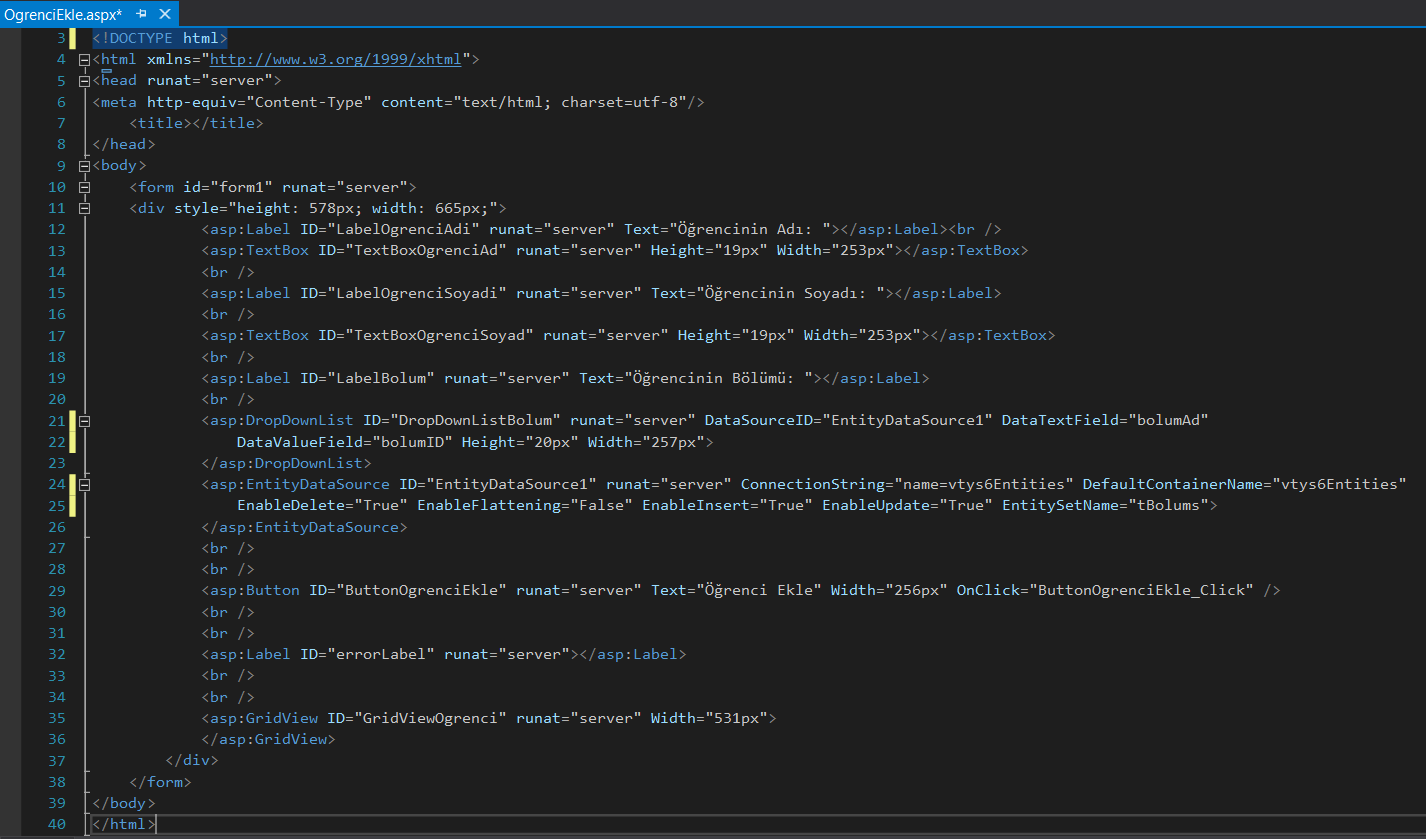 OgrenciEkle.aspx*
3 <!DOCTYPE html>
4 <html xmlns="http://www.w3.org/1999/xhtml">
5 <head runat="server">
6 <meta http-equiv="Content-Type" content="text/html; charset=utf-8"/>
7     <title></title>
8 </head>
9 <body>
10     <form id="form1" runat="server">
11     <div style="height: 578px; width: 665px;">
12             <asp:Label ID="LabelOgrenciAdi" runat="server" Text="Öğrencinin Adı: "></asp:Label><br />
13             <asp:TextBox ID="TextBoxOgrenciAd" runat="server" Height="19px" Width="253px"></asp:TextBox>
14             <br />
15             <asp:Label ID="LabelOgrenciSoyadi" runat="server" Text="Öğrencinin Soyadı: "></asp:Label>
16             <br />
17             <asp:TextBox ID="TextBoxOgrenciSoyad" runat="server" Height="19px" Width="253px"></asp:TextBox>
18             <br />
19             <asp:Label ID="LabelBolum" runat="server" Text="Öğrencinin Bölümü: "></asp:Label>
20             <br />
21             <asp:DropDownList ID="DropDownListBolum" runat="server" DataSourceID="EntityDataSource1" DataTextField="bolumAd"
22                 DataValueField="bolumID" Height="20px" Width="257px">
23             </asp:DropDownList>
24             <asp:EntityDataSource ID="EntityDataSource1" runat="server" ConnectionString="name=vtys6Entities" DefaultContainerName="vtys6Entities"
25                 EnableDelete="True" EnableFlattening="False" EnableInsert="True" EnableUpdate="True" EntitySetName="tBolums">
26             </asp:EntityDataSource>
27             <br />
28             <br />
29             <asp:Button ID="ButtonOgrenciEkle" runat="server" Text="Öğrenci Ekle" Width="256px" OnClick="ButtonOgrenciEkle_Click" />
30             <br />
31             <br />
32             <asp:Label ID="errorLabel" runat="server"></asp:Label>
33             <br />
34             <br />
35             <asp:GridView ID="GridViewOgrenci" runat="server" Width="531px">
36             </asp:GridView>
37         </div>
38     </form>
39 </body>
40 </html>